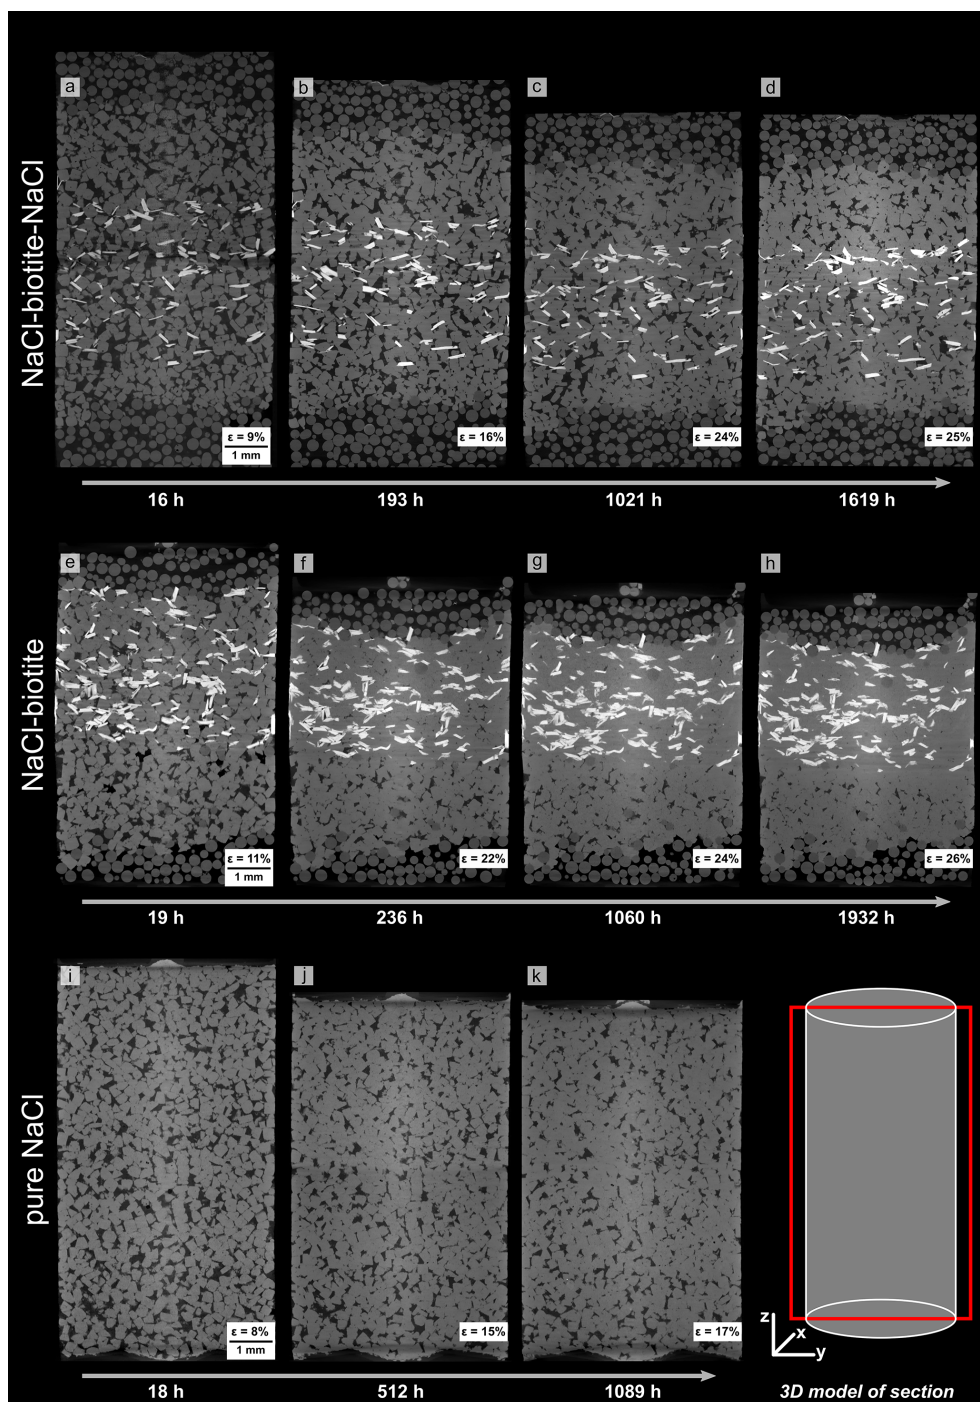 NaCl-biotite-NaCl
a
b
c
d
ε = 9%
1 mm
ε = 16%
ε = 24%
ε = 25%
16 h
193 h
1021 h
1619 h
NaCl-biotite
e
f
g
h
ε = 11%
1 mm
ε = 22%
ε = 24%
ε = 26%
19 h
236 h
1060 h
1932 h
pure NaCl
i
j
k
ε = 8%
1 mm
ε = 15%
ε = 17%
z
x
y
18 h
512 h
1089 h
3D model of section